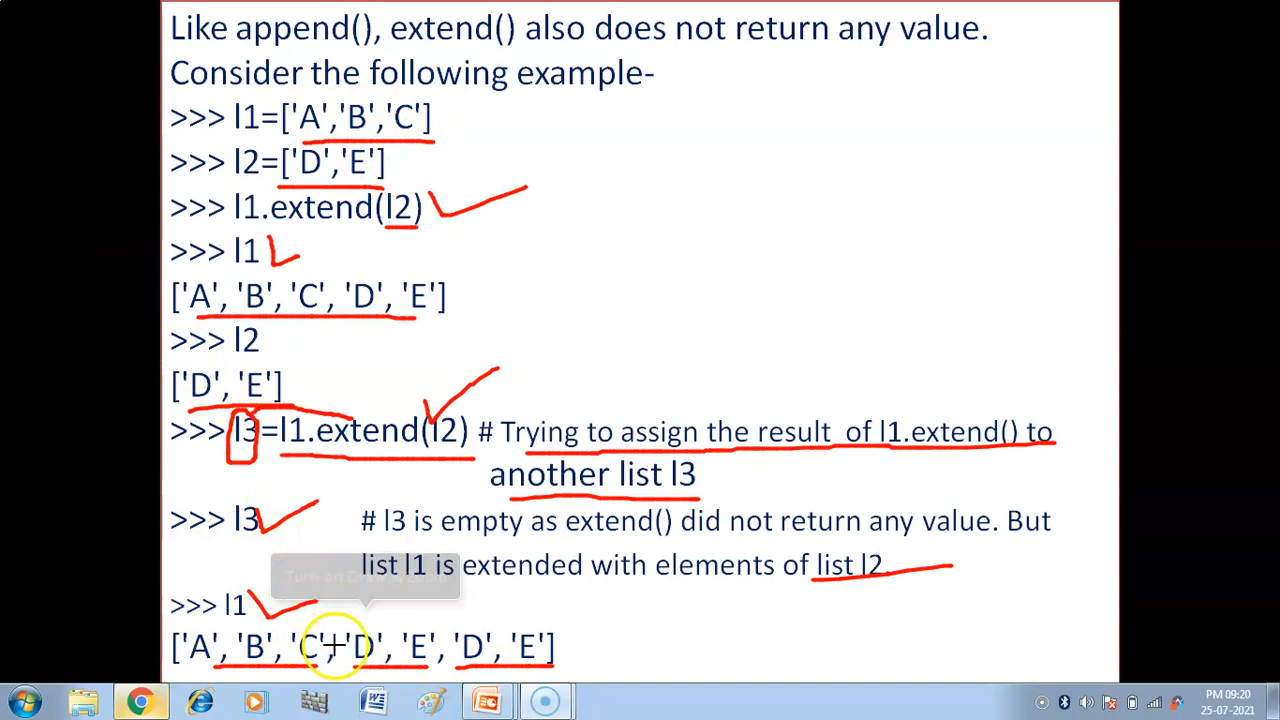 Like append(), extend() also does not return any value.
Consider the following example-
>>> l1=['A','B','C']
>>> l2=['D','E']
>>> l1.extend(l2)
>>> l1
['A', 'B', 'C', 'D', 'E']
>>> l2
['D', 'E']
>>> l3=l1.extend(l2) # Trying to assign the result of l1.extend() to
another list l3
>>> l3 # l3 is empty as extend() did not return any value. But
list l1 is extended with elements of list l2.
>>> l1
['A', 'B', 'C', 'D', 'E', 'D', 'E']
PM 09:20
25-07-2021